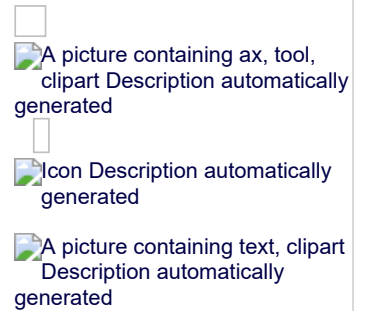 A picture containing ax, tool,
clipart Description automatically
generated
Icon Description automatically
generated
A picture containing text, clipart
Description automatically
generated